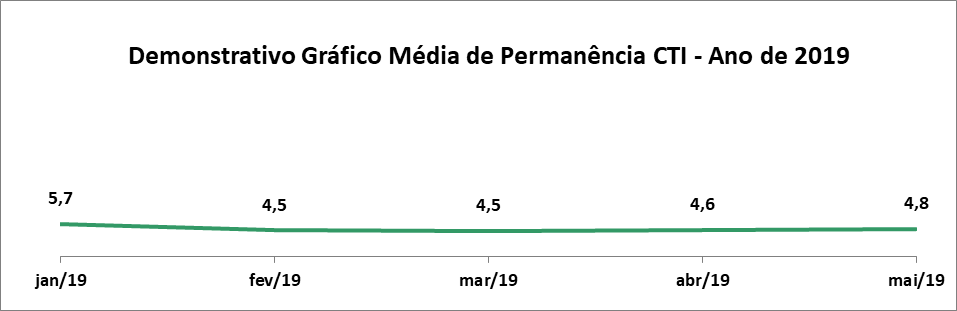 Demonstrativo Gráfico Média de Permanência CTI - Ano de 2019
5,7 4,5 4,5 4,6 4,8
jan/19 fev/19 mar/19 abr/19 mai/19